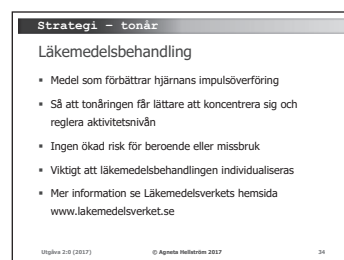 Strategi – tonår
Läkemedelsbehandling
▪ Medel som förbättrar hjärnans impulsöverföring
▪ Så att tonåringen får lättare att koncentrera sig och
reglera aktivitetsnivån
▪ Ingen ökad risk för beroende eller missbruk
▪ Viktigt att läkemedelsbehandlingen individualiseras
▪ Mer information se Läkemedelsverkets hemsida
www.lakemedelsverket.se
Utgåva 2:0 (2017) © Agneta Hellström 2017 34